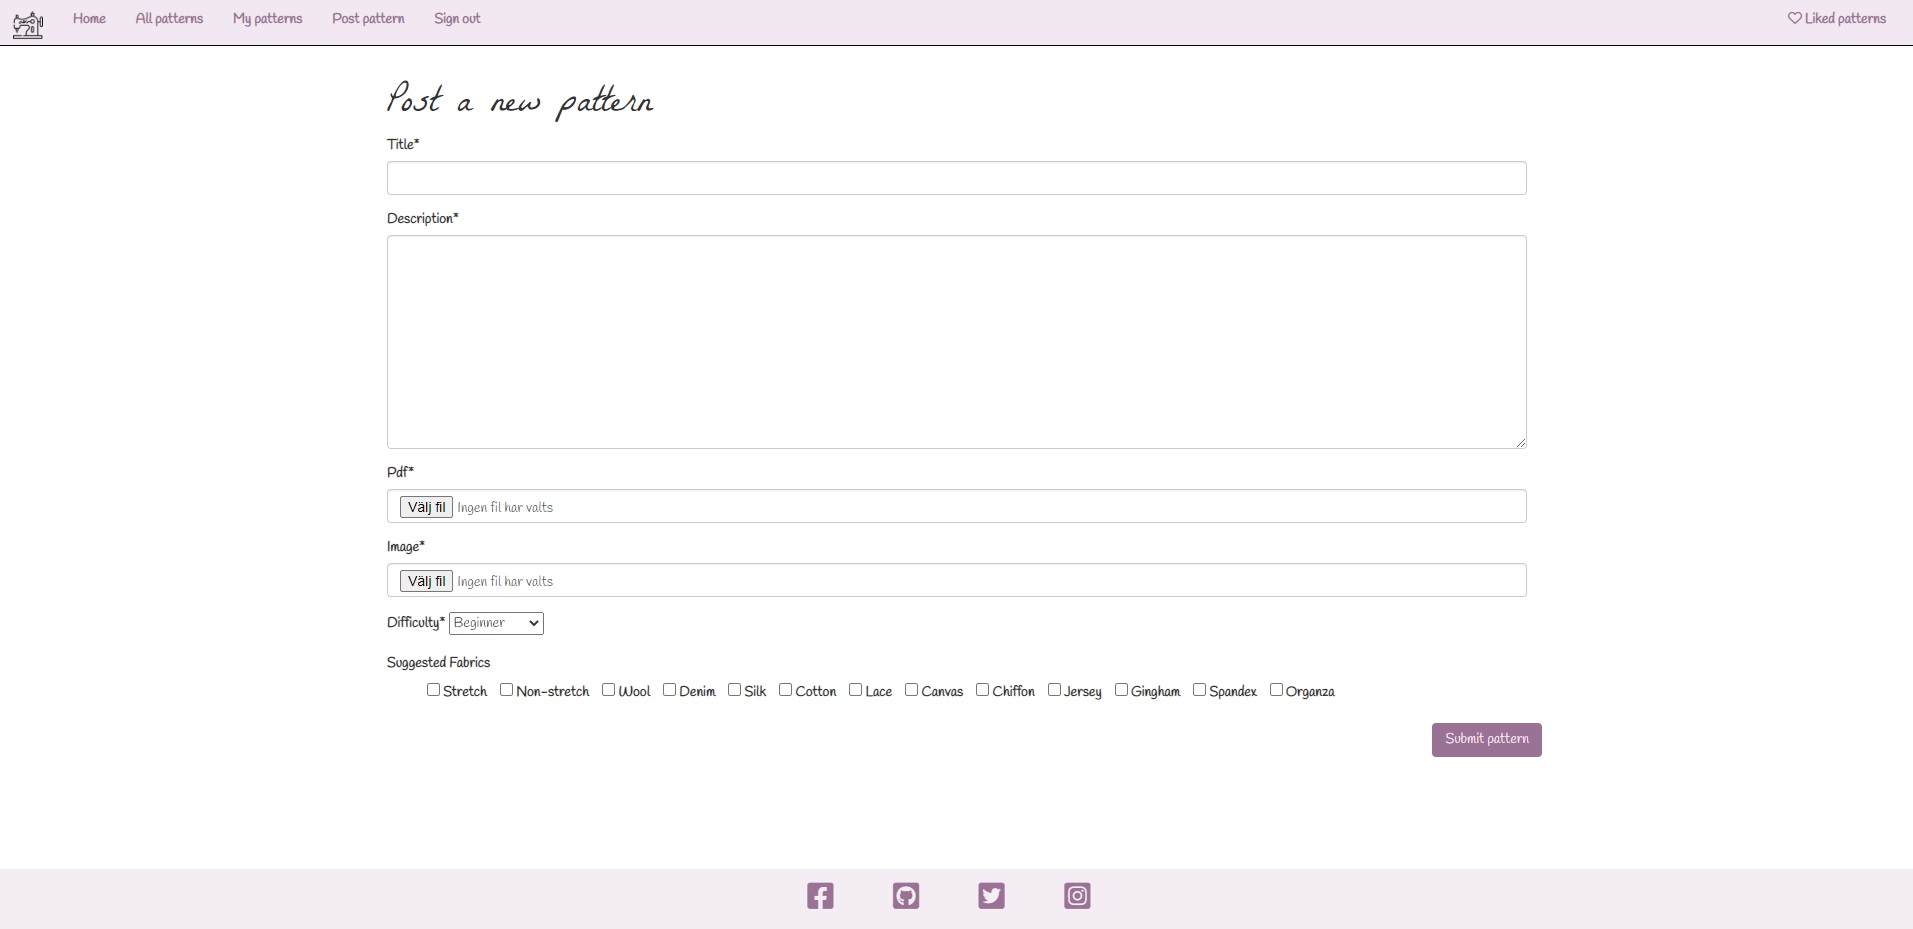 Home All patterns My patterns Post pattern Sign out Liked patterns
Post a new pattern
Title*
Description*
Pdf*
Välj fil Ingen fil har valts
Image*
Välj fil Ingen fil har valts
Difficulty* Beginner
Suggested Fabrics
Stretch Non-stretch Wool Denim Silk Cotton Lace Canvas Chiffon Jersey Gingham Spandex Organza
Submit pattern